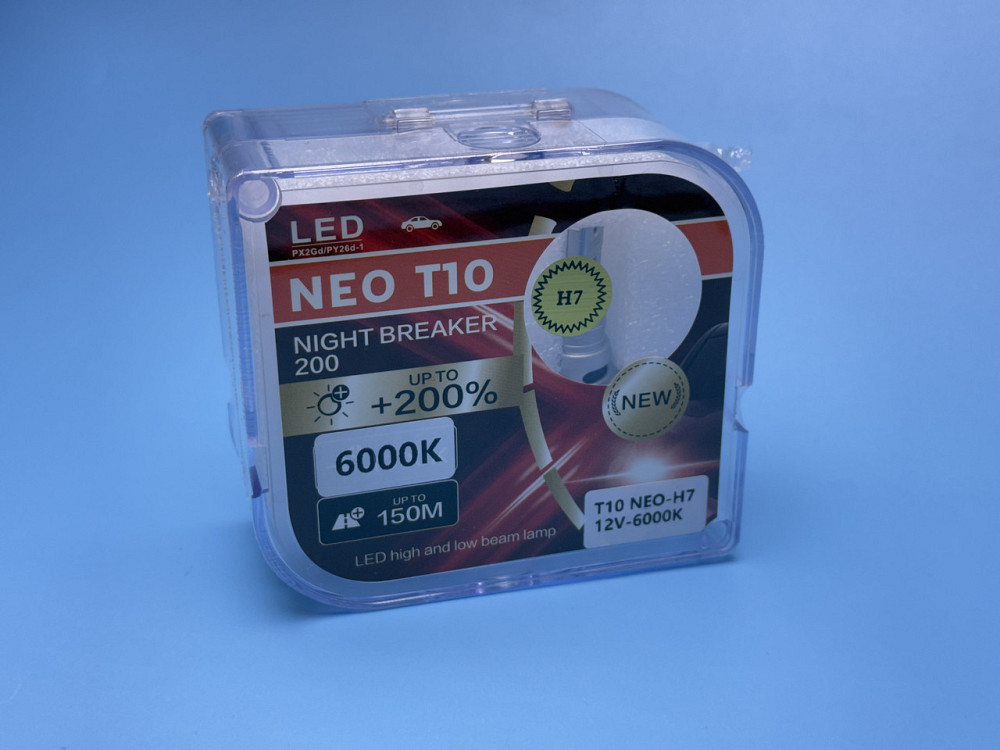 LED
PX2Gd/PY26d-1
NEO T10
H7
NIGHT BREAKER
200
UP TO
+200%
NEW
6000K
UP TO
150M
T10 NEO-H7
12V-6000K
LED high and low beam lamp